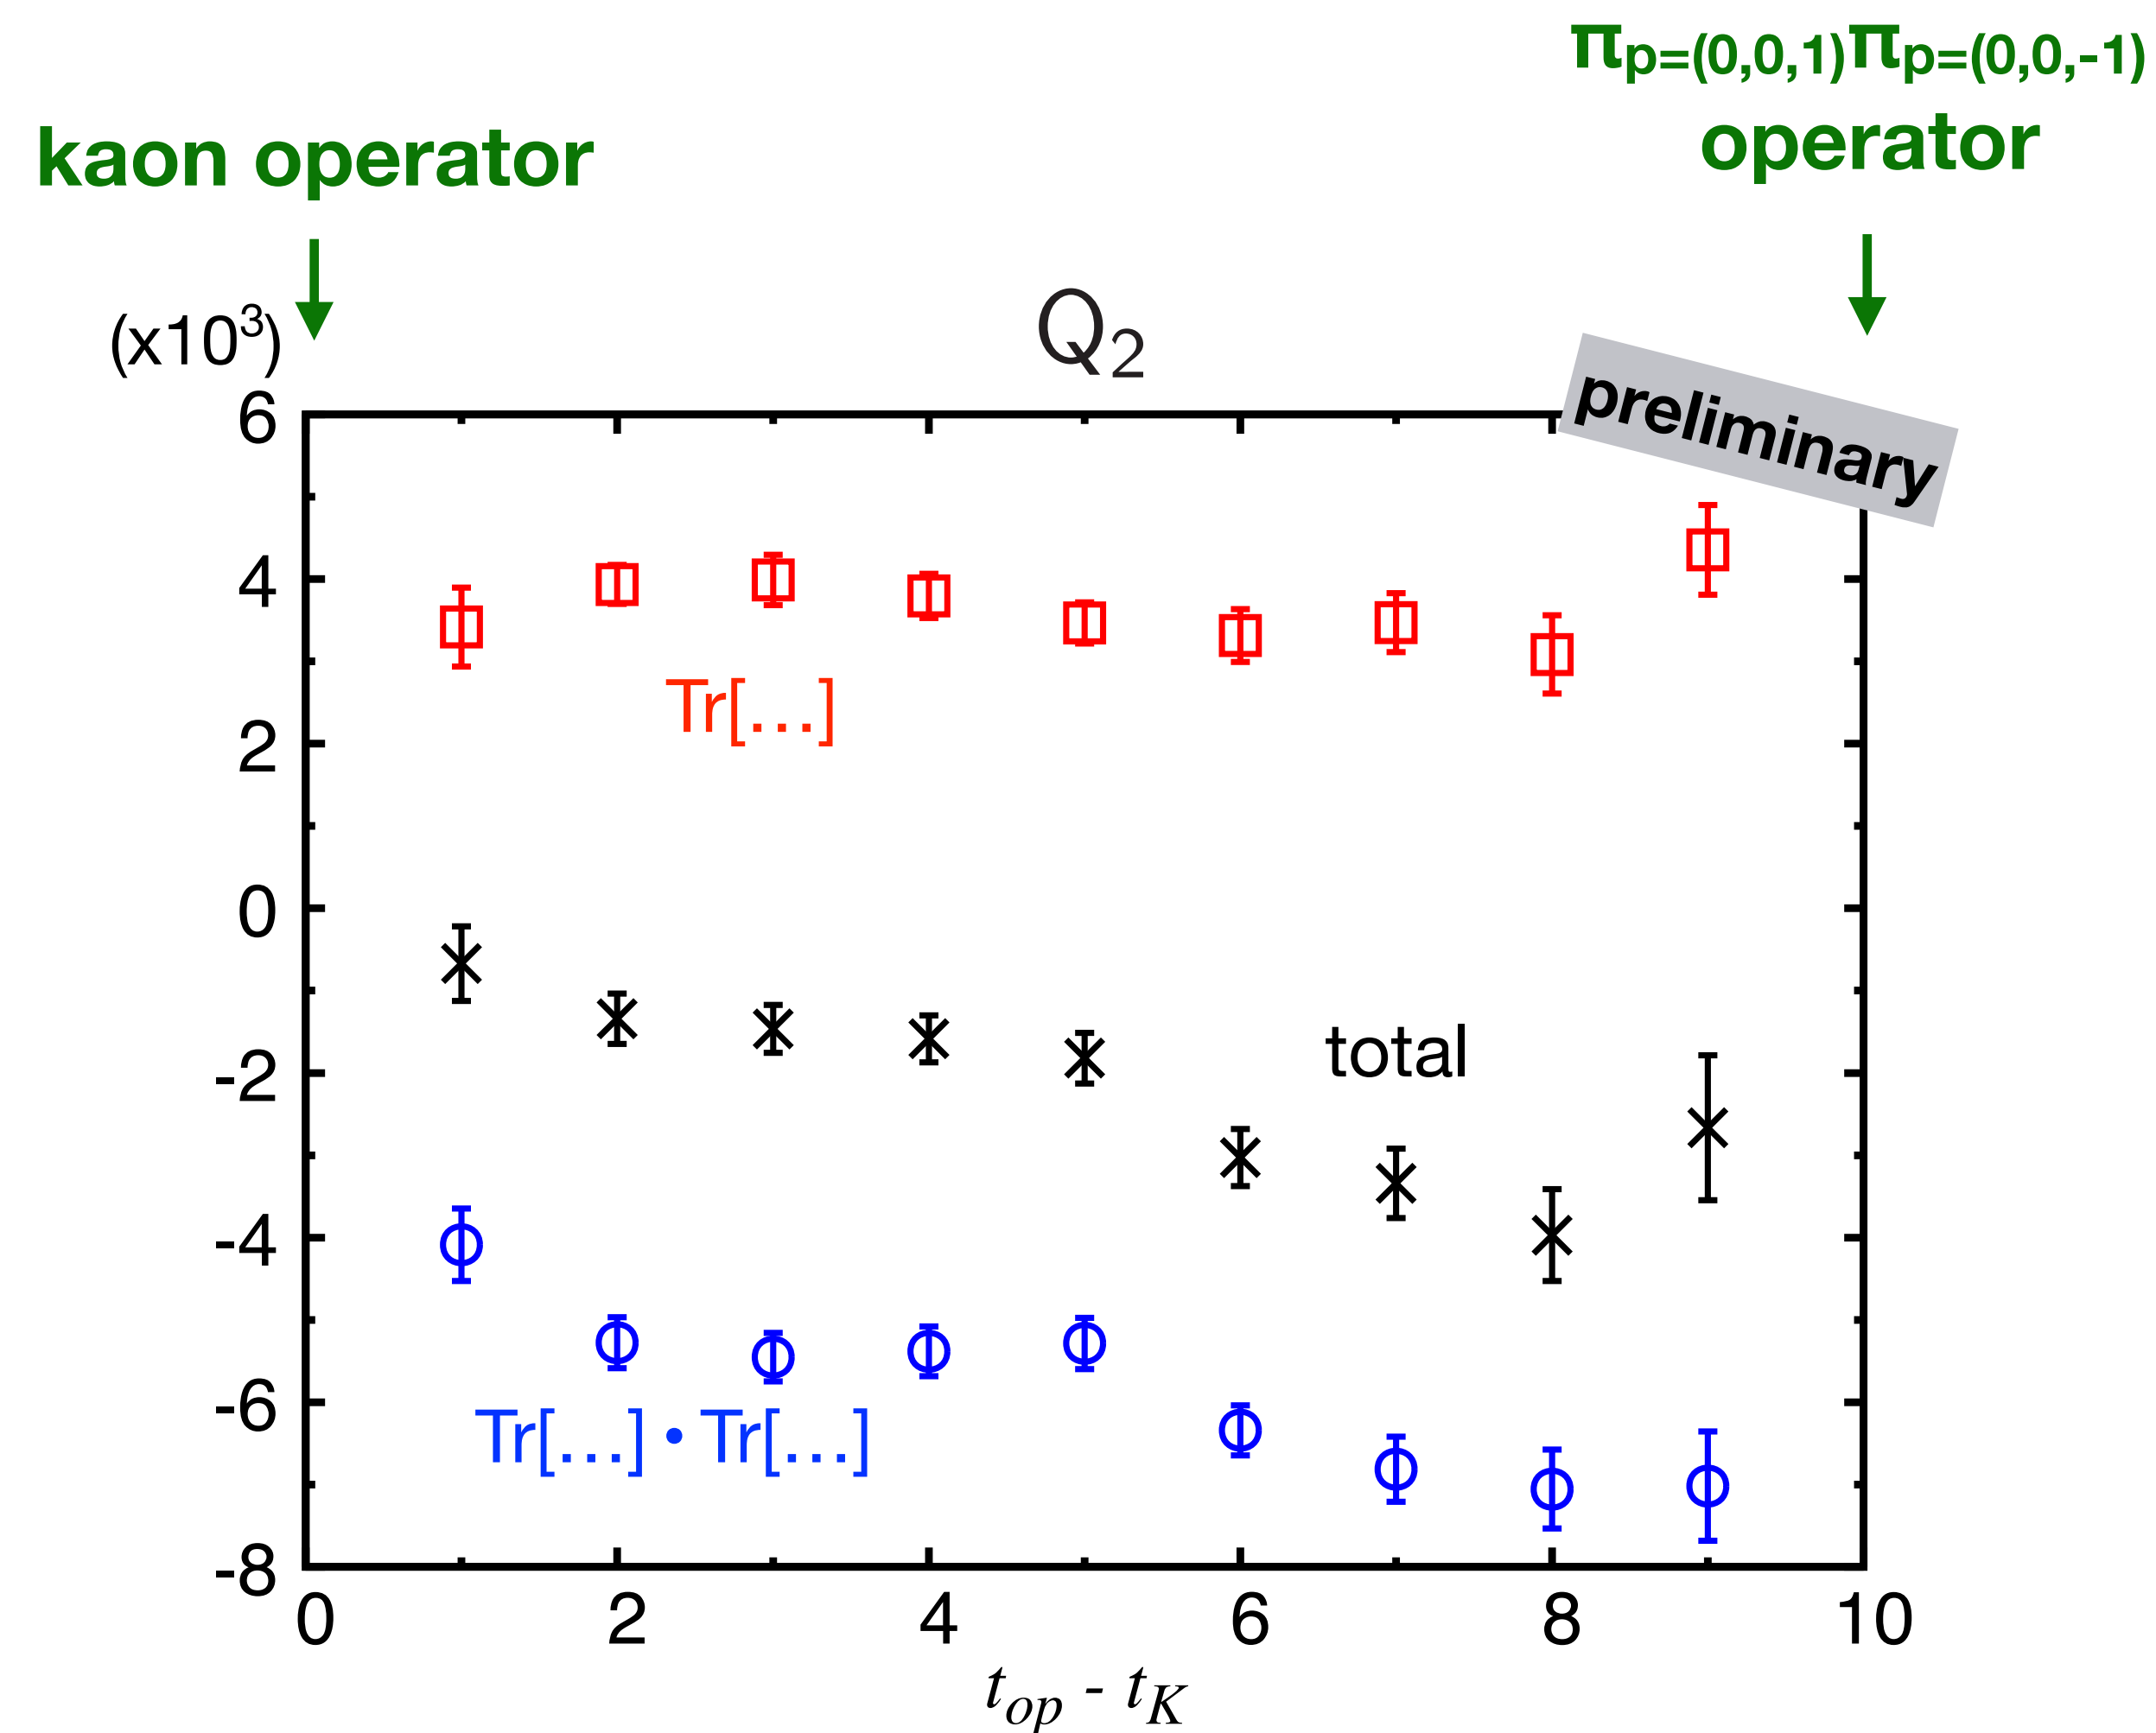 πp=(0,0,1)πp=(0,0,-1)
operator
kaon operator
(x10³)
Q₂
preliminary
6
4
2
0
-2
-4
-6
-8
Tr[...]
total
Tr[...]•Tr[...]
0 2 4 6 8 10
top - tK